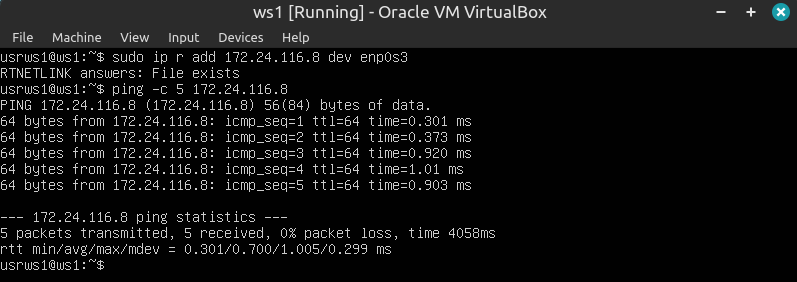 ws1 [Running] - Oracle VM VirtualBox
File Machine View Input Devices Help
usrws1@ws1:~$ sudo ip r add 172.24.116.8 dev enp0s3
RTNETLINK answers: File exists
usrws1@ws1:~$ ping -c 5 172.24.116.8
PING 172.24.116.8 (172.24.116.8) 56(84) bytes of data.
64 bytes from 172.24.116.8: icmp_seq=1 ttl=64 time=0.301 ms
64 bytes from 172.24.116.8: icmp_seq=2 ttl=64 time=0.373 ms
64 bytes from 172.24.116.8: icmp_seq=3 ttl=64 time=0.920 ms
64 bytes from 172.24.116.8: icmp_seq=4 ttl=64 time=1.01 ms
64 bytes from 172.24.116.8: icmp_seq=5 ttl=64 time=0.903 ms

--- 172.24.116.8 ping statistics ---
5 packets transmitted, 5 received, 0% packet loss, time 4058ms
rtt min/avg/max/mdev = 0.301/0.700/1.005/0.299 ms
usrws1@ws1:~$